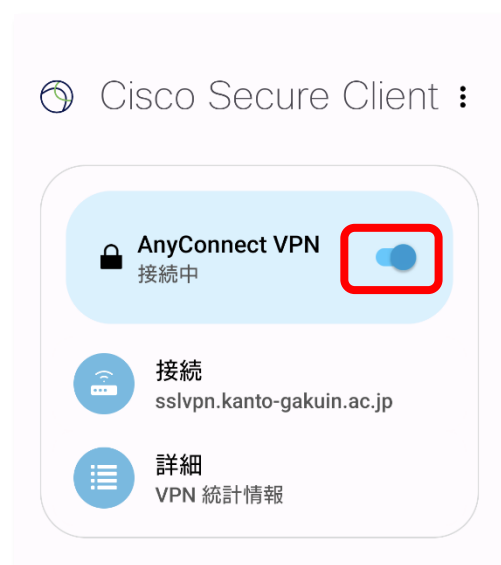 Cisco Secure Client
AnyConnect VPN
接続中
接続
sslvpn.kanto-gakuin.ac.jp
詳細
VPN 統計情報